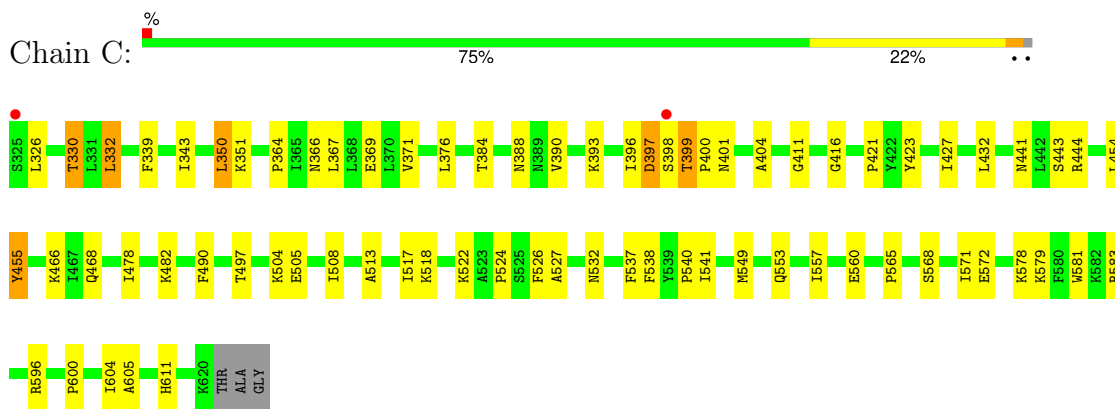 %
Chain C:
75% 22% • •
S325 L326 T330 L331 L332 F339 I343 L350 K351 P364 I365 N366 L367 L368 E369 L370 V371 L376 T384 N388 N389 V390 K393 I396 D397 S398 T399 P400 N401 A404 G411 G416 P421 Y422 Y423 I427 L432 N441 L442 S443 R444 L454
Y455 K466 I467 Q468 I478 K482 F490 T497 K504 E505 I508 A513 I517 K518 K522 A523 P524 S525 F526 A527 N532 F537 F538 Y539 P540 I541 M549 Q553 I557 E560 P565 S568 I571 E572 K578 K579 F580 W581 K582
R596 P600 I604 A605 H611 K620 THR ALA GLY